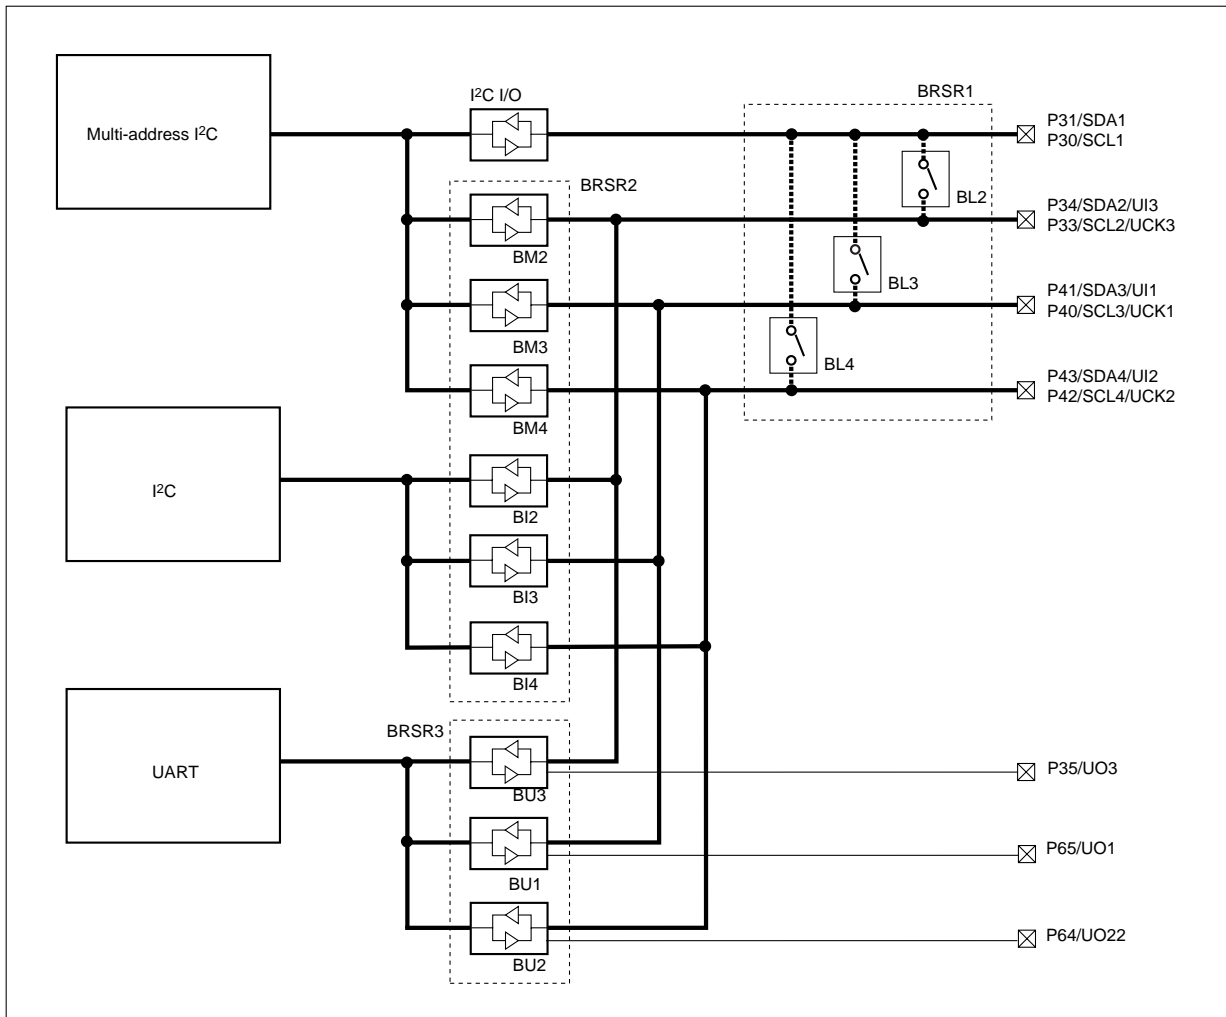 I²C I/O
BRSR1
Multi-address I²C
P31/SDA1
P30/SCL1
BRSR2
BL2
P34/SDA2/UI3
P33/SCL2/UCK3
BM2
BL3
P41/SDA3/UI1
P40/SCL3/UCK1
BM3
BL4
P43/SDA4/UI2
P42/SCL4/UCK2
BM4
I²C
BI2
BI3
BI4
BRSR3
UART
P35/UO3
BU3
P65/UO1
BU1
P64/UO22
BU2